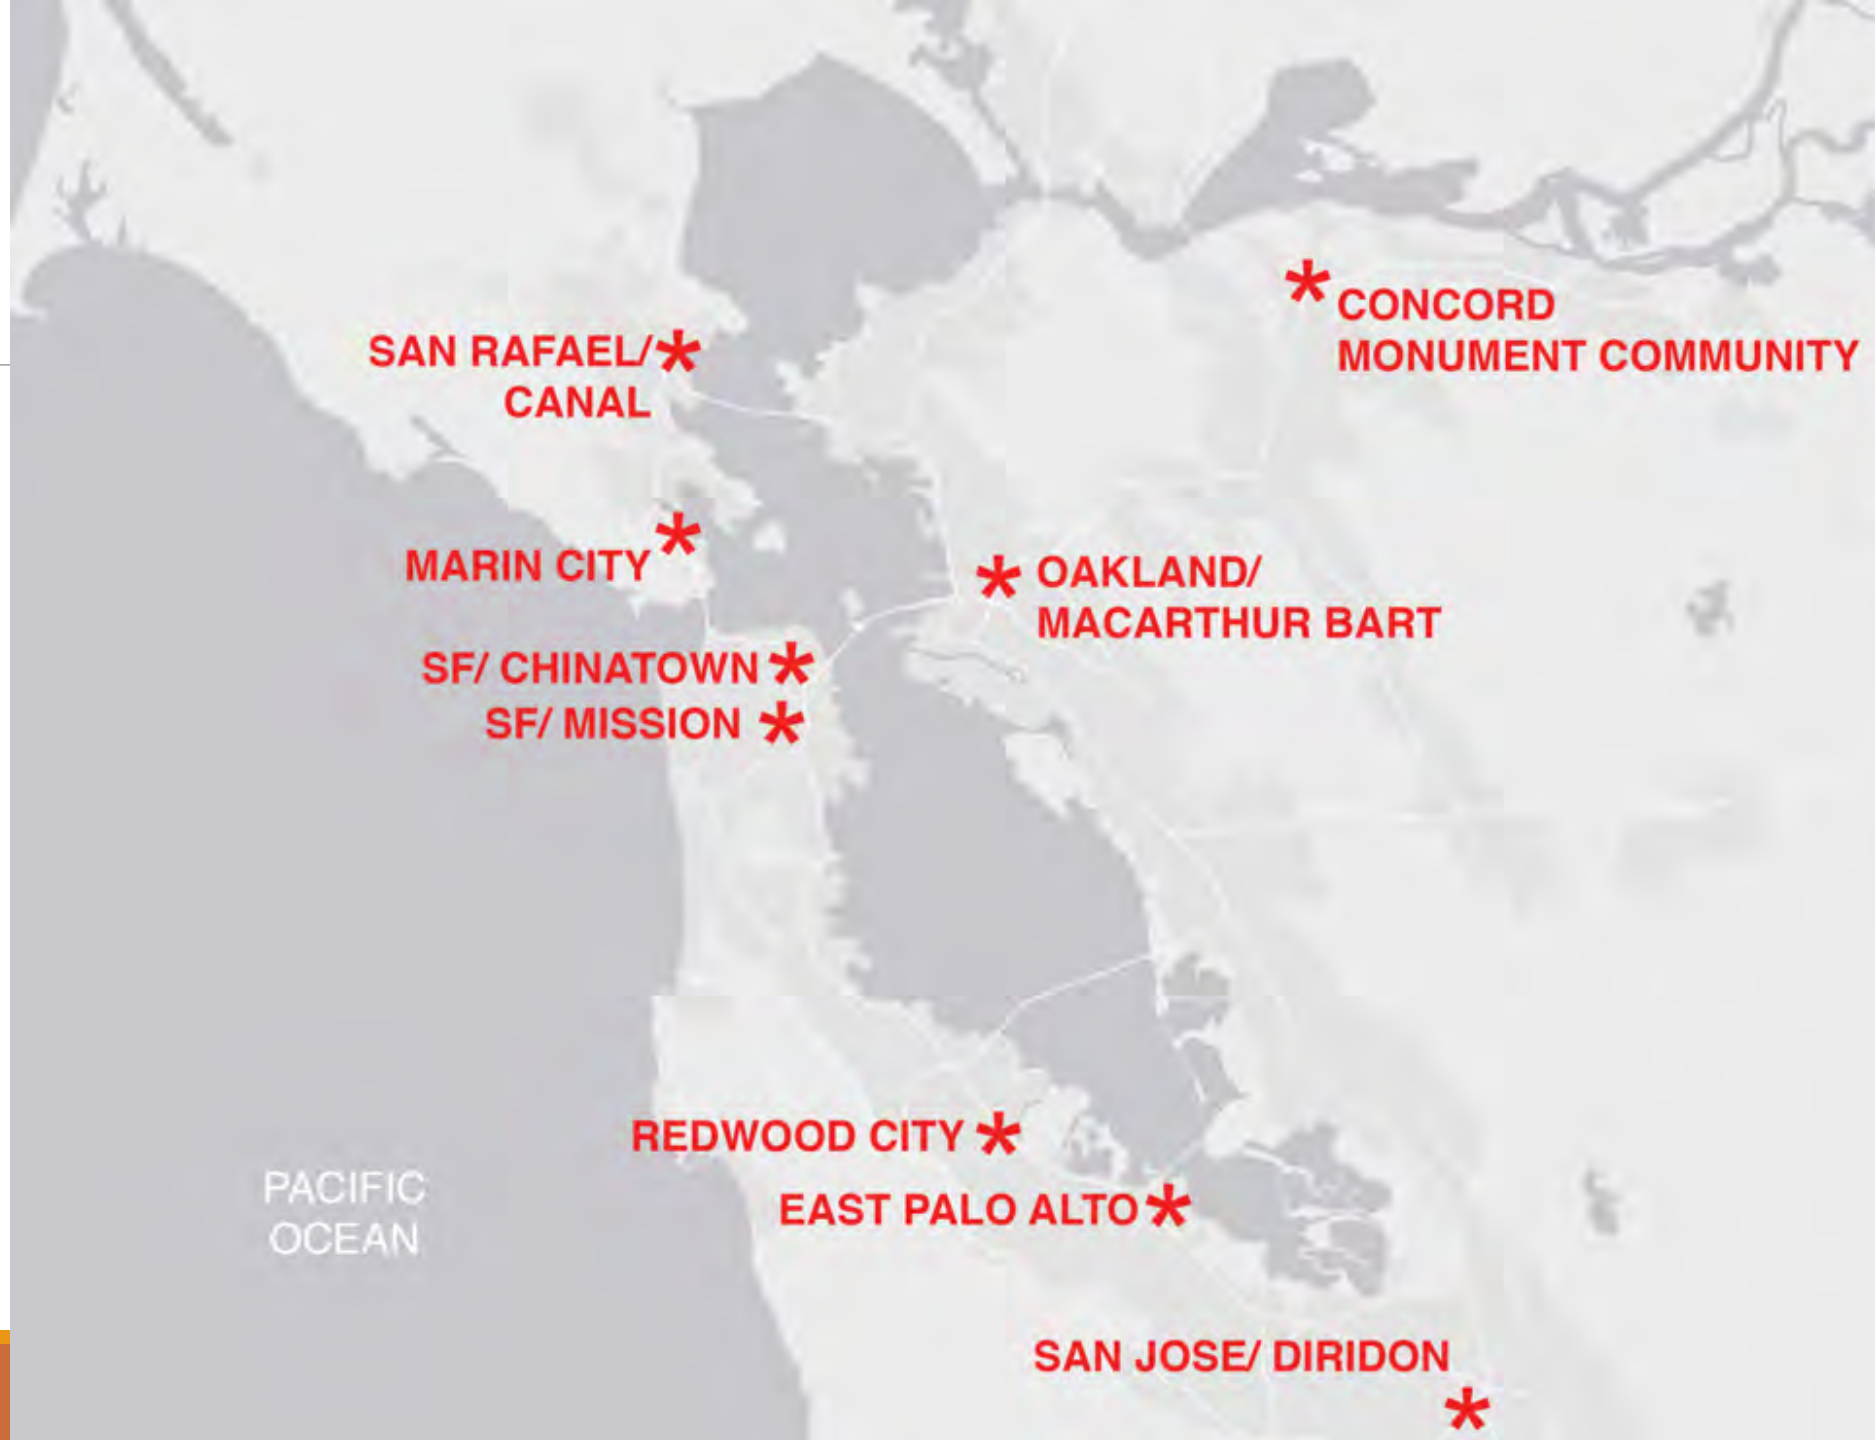 CONCORD
MONUMENT COMMUNITY
SAN RAFAEL/
CANAL
MARIN CITY
OAKLAND/
MACARTHUR BART
SF/ CHINATOWN
SF/ MISSION
REDWOOD CITY
EAST PALO ALTO
PACIFIC
OCEAN
SAN JOSE/ DIRIDON